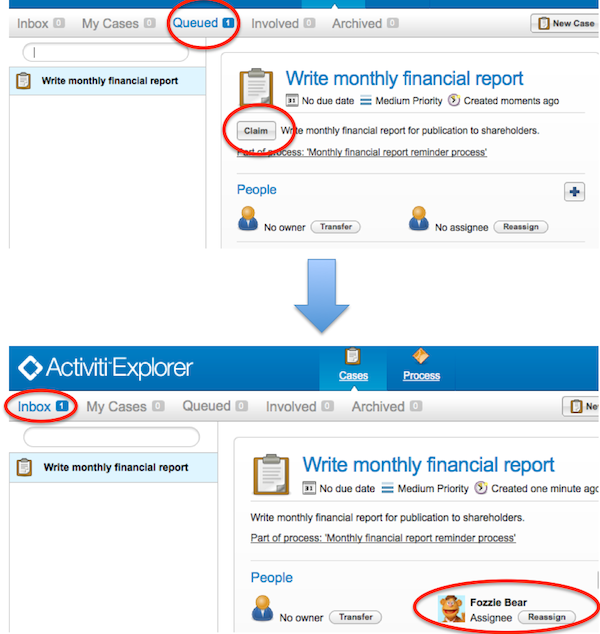 Inbox 0 My Cases 0 Queued 1 Involved 0 Archived 0 New Case
Write monthly financial report
Write monthly financial report
31 No due date Medium Priority Created moments ago
Claim Write monthly financial report for publication to shareholders.
Part of process: 'Monthly financial report reminder process'
People
No owner Transfer No assignee Reassign
Activiti Explorer
Cases Process
Inbox 1 My Cases 0 Queued 0 Involved 0 Archived 0 Ne
Write monthly financial report
Write monthly financial report
31 No due date Medium Priority Created one minute ago
Write monthly financial report for publication to shareholders.
Part of process: 'Monthly financial report reminder process'
People
Fozzie Bear
No owner Transfer Assignee Reassign